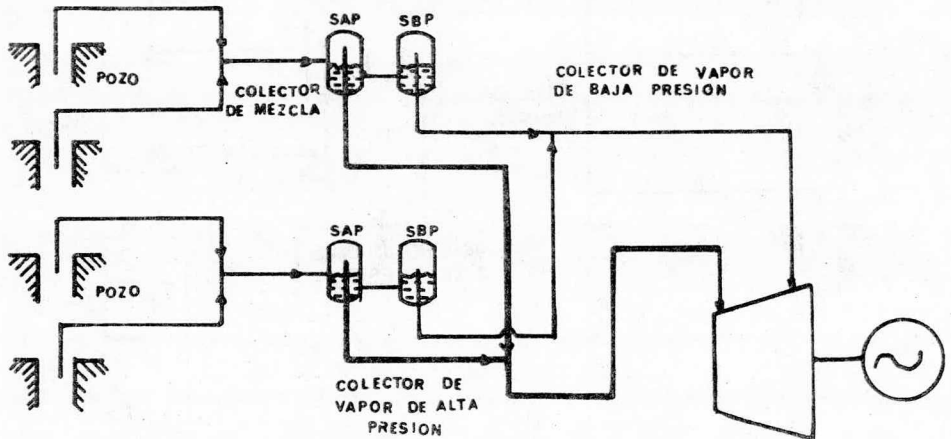 SAP
SBP
POZO
COLECTOR
DE MEZCLA
COLECTOR DE VAPOR
DE BAJA PRESIÓN
SAP
SBP
POZO
COLECTOR DE
VAPOR DE ALTA
PRESION